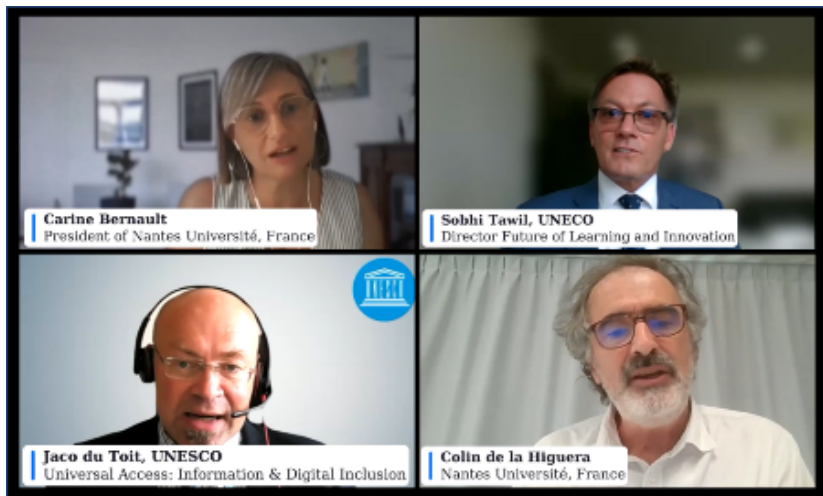 Carine Bernault
President of Nantes Université, France
Sobhi Tawil, UNECO
Director Future of Learning and Innovation
Jaco du Toit, UNESCO
Universal Access: Information & Digital Inclusion
Colin de la Higuera
Nantes Université, France